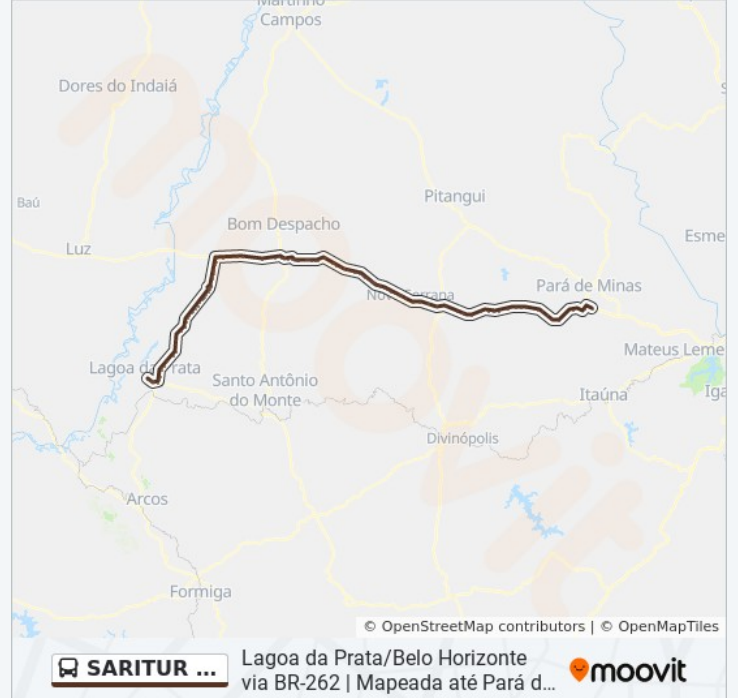 Martinho
Campos
Dores do Indaiá
Pitangui
Baú
Bom Despacho
Luz
Esme
Pará de Minas
Nova Serrana
Mateus Leme
Lagoa da Prata
Santo Antônio
do Monte
Itaúna
Iga
Divinópolis
Arcos
Formiga
moovit
© OpenStreetMap contributors | © OpenMapTiles
SARITUR ...
Lagoa da Prata/Belo Horizonte
via BR-262 | Mapeada até Pará d...
moovit